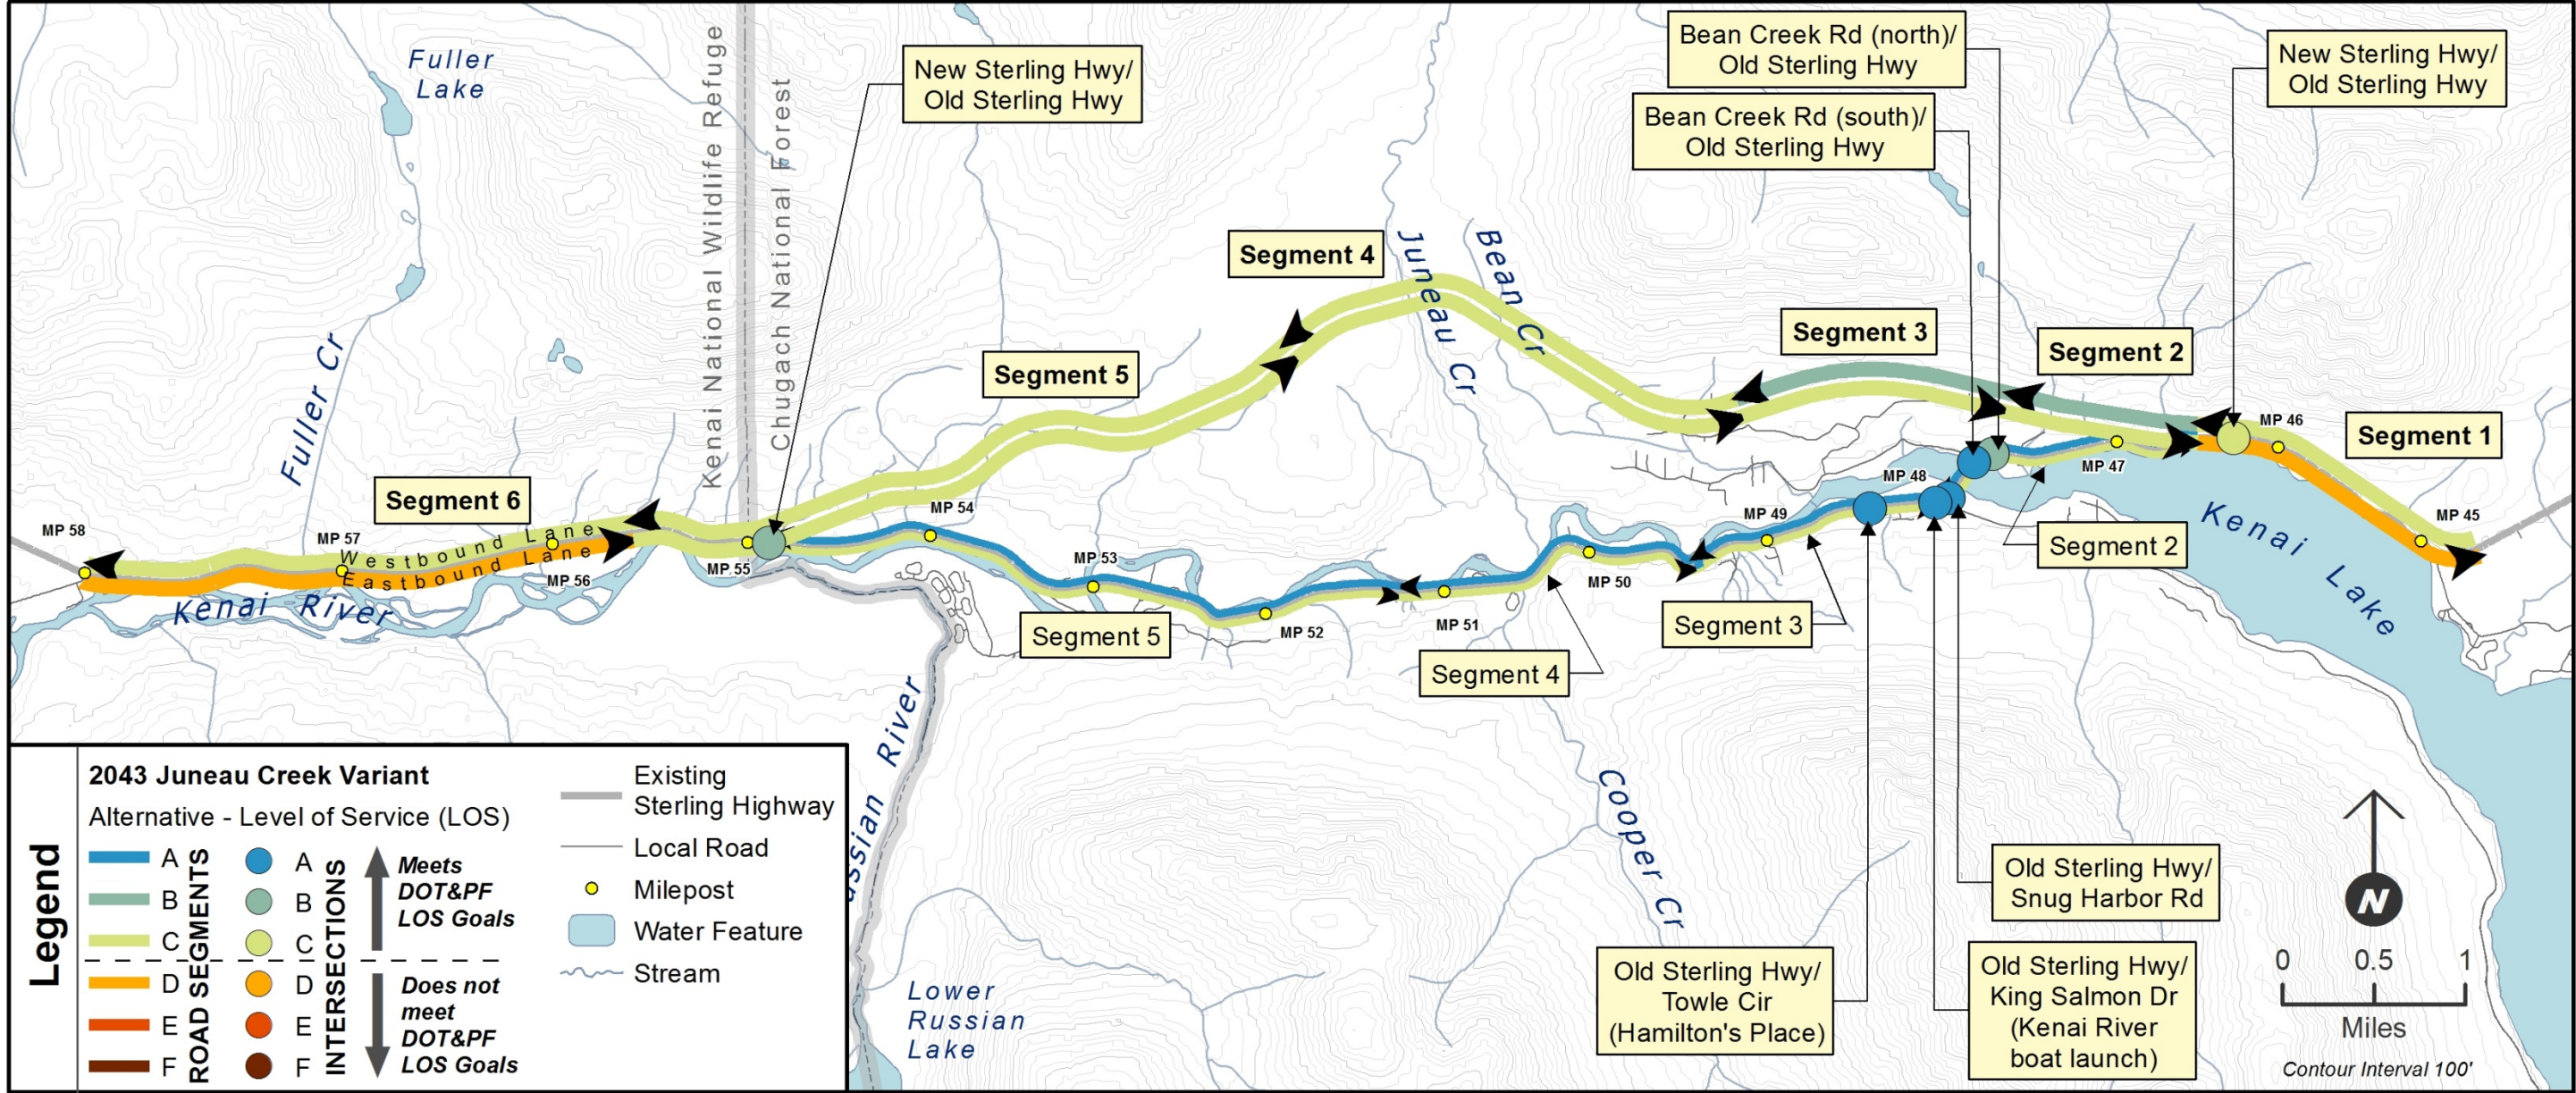 Fuller
Lake
Kenai National Wildlife Refuge
Chugach National Forest
New Sterling Hwy/
Old Sterling Hwy
Bean Creek Rd (north)/
Old Sterling Hwy
Bean Creek Rd (south)/
Old Sterling Hwy
New Sterling Hwy/
Old Sterling Hwy
Segment 4
Juneau Cr
Bean Cr
Segment 3
Segment 2
Segment 5
Fuller Cr
MP 46
Segment 1
MP 47
MP 48
Segment 6
MP 58
MP 57
Westbound Lane
Eastbound Lane
MP 56
MP 55
MP 54
MP 53
MP 49
MP 45
Kenai Lake
Segment 2
Kenai River
MP 50
MP 51
MP 52
Segment 5
Segment 3
Segment 4
ussian River
Cooper Cr
Old Sterling Hwy/
Snug Harbor Rd
Old Sterling Hwy/
Towle Cir
(Hamilton's Place)
Old Sterling Hwy/
King Salmon Dr
(Kenai River
boat launch)
Lower
Russian
Lake
N
0 0.5 1
Miles
Contour Interval 100'
Legend
2043 Juneau Creek Variant
Alternative - Level of Service (LOS)
A
B
C
D
E
F
ROAD SEGMENTS
A
B
C
D
E
F
INTERSECTIONS
Meets
DOT&PF
LOS Goals
Does not
meet
DOT&PF
LOS Goals
Existing
Sterling Highway
Local Road
Milepost
Water Feature
Stream